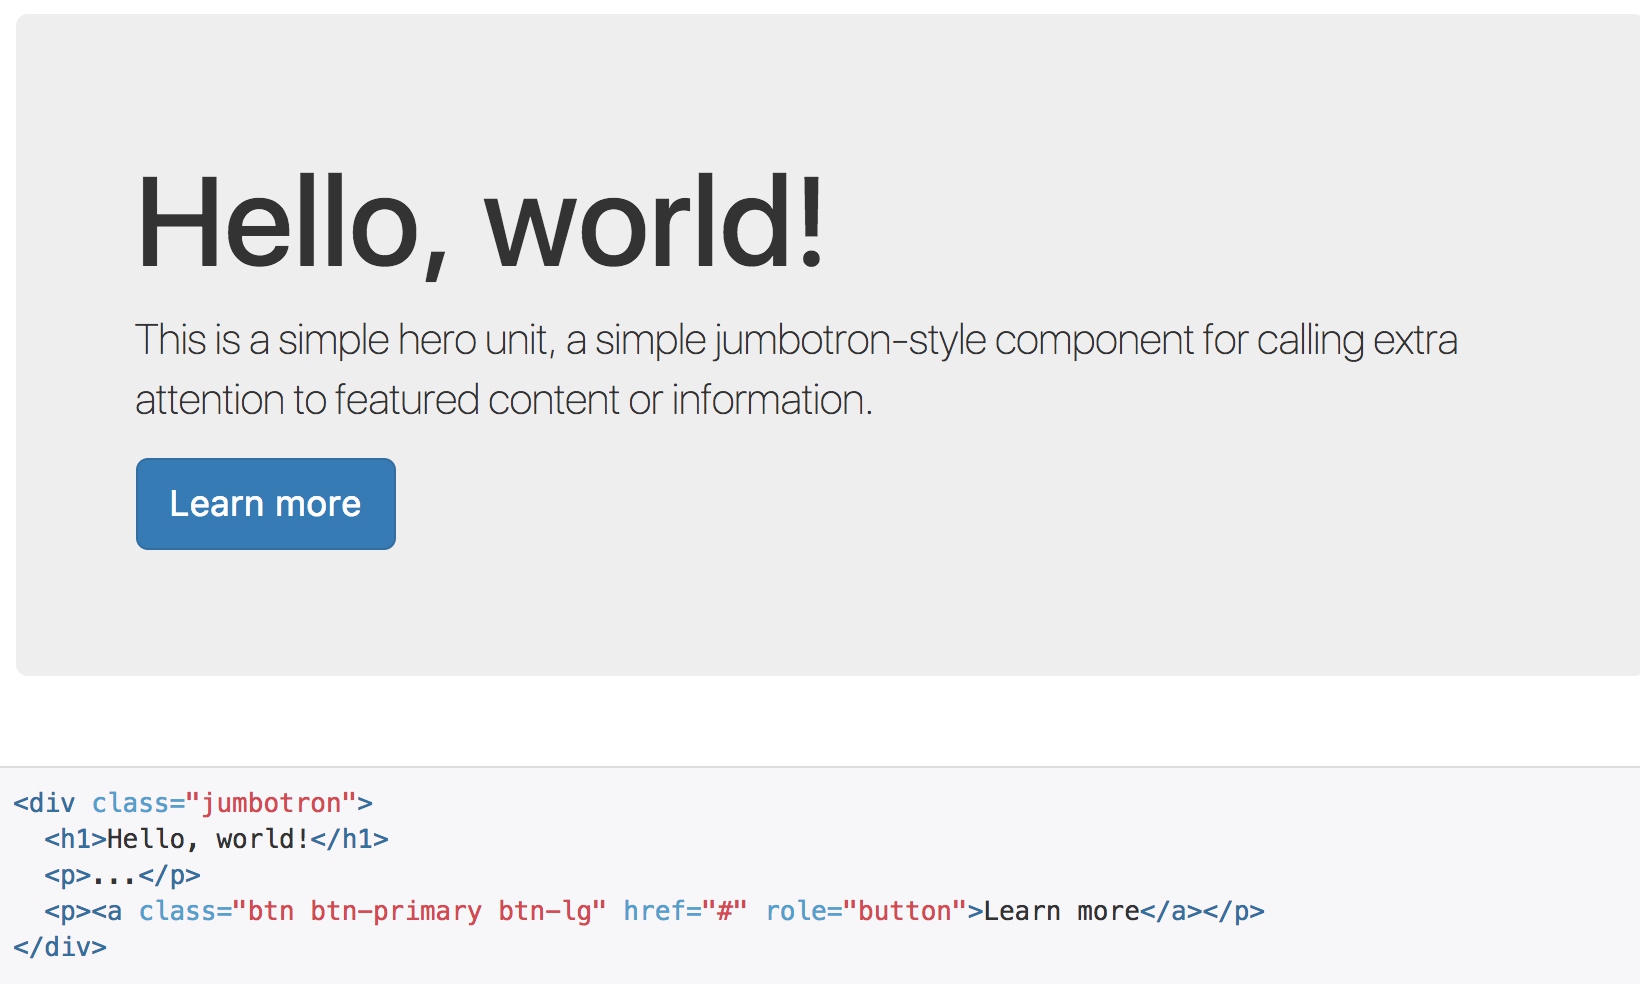 Hello, world!
This is a simple hero unit, a simple jumbotron-style component for calling extra
attention to featured content or information.
Learn more
<div class="jumbotron">
  <h1>Hello, world!</h1>
  <p>...</p>
  <p><a class="btn btn-primary btn-lg" href="#" role="button">Learn more</a></p>
</div>